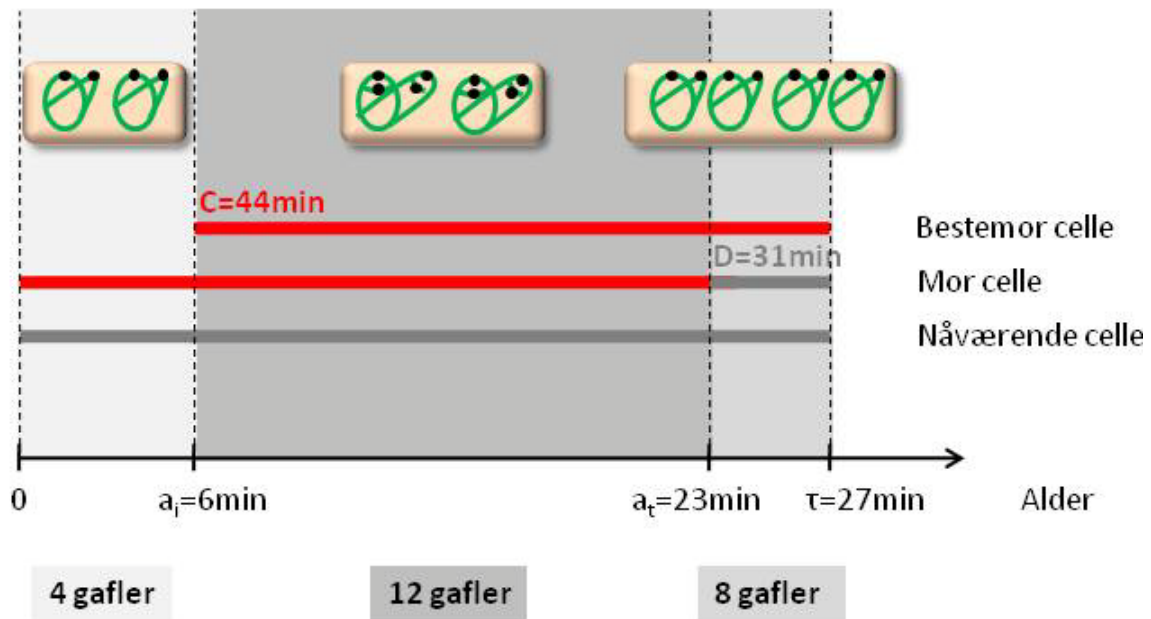 C=44min
Bestemor celle
D=31min
Mor celle
Nåværende celle
0
aᵢ=6min
aₜ=23min
τ=27min
Alder
4 gafler
12 gafler
8 gafler